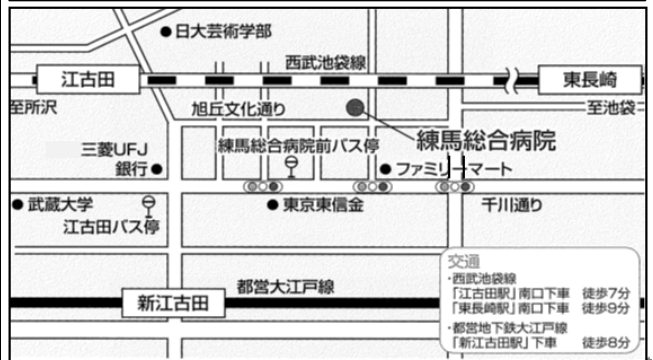 ●日大芸術学部
西武池袋線
江古田
東長崎
至所沢
旭丘文化通り
至池袋
練馬総合病院
三菱UFJ
銀行●
練馬総合病院前バス停
●ファミリーマート
●武蔵大学
●東京東信金
千川通り
江古田バス停
都営大江戸線
新江古田
交通
・西武池袋線
「江古田駅」南口下車 徒歩7分
「東長崎駅」南口下車 徒歩9分
・都営地下鉄大江戸線
「新江古田駅」下車 徒歩8分